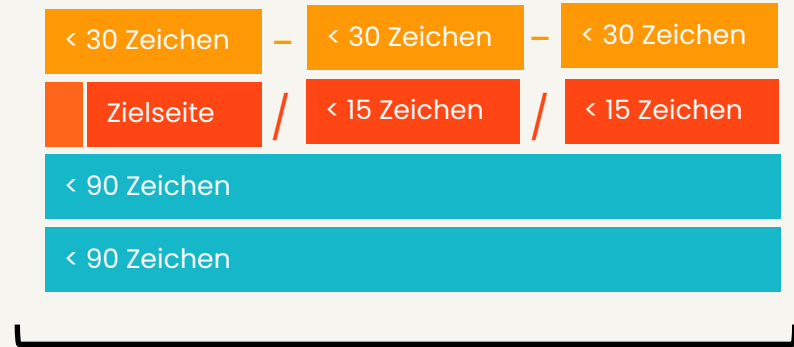 < 30 Zeichen – < 30 Zeichen – < 30 Zeichen
Zielseite / < 15 Zeichen / < 15 Zeichen
< 90 Zeichen
< 90 Zeichen